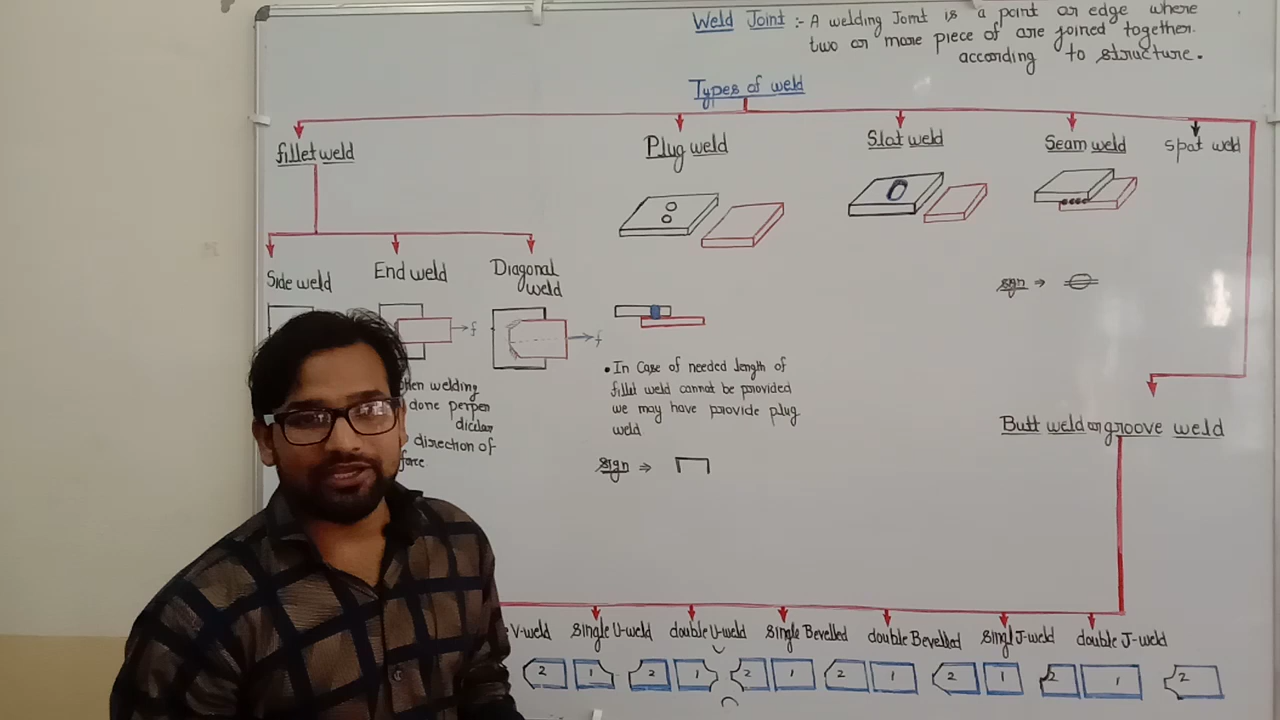 Weld Joint :- A welding Joint is a point or edge where
two or more piece of are joined together.
according to structure.
Types of weld
fillet weld
Plug weld
Slot weld
Seam weld
spot weld
Side weld
End weld
Diagonal
weld
f
f
welding
done perpen
dicular
direction of
force
• In Case of needed length of
fillet weld cannot be provided
we may have provide plug
weld
sign ⇒
sign →
Butt weld or groove weld
V-weld
single U-weld
double U-weld
single Bevelled
double Bevelled
singl J-weld
double J-weld
2 1 2 1 2 1 2 1 2 1 2 1 2